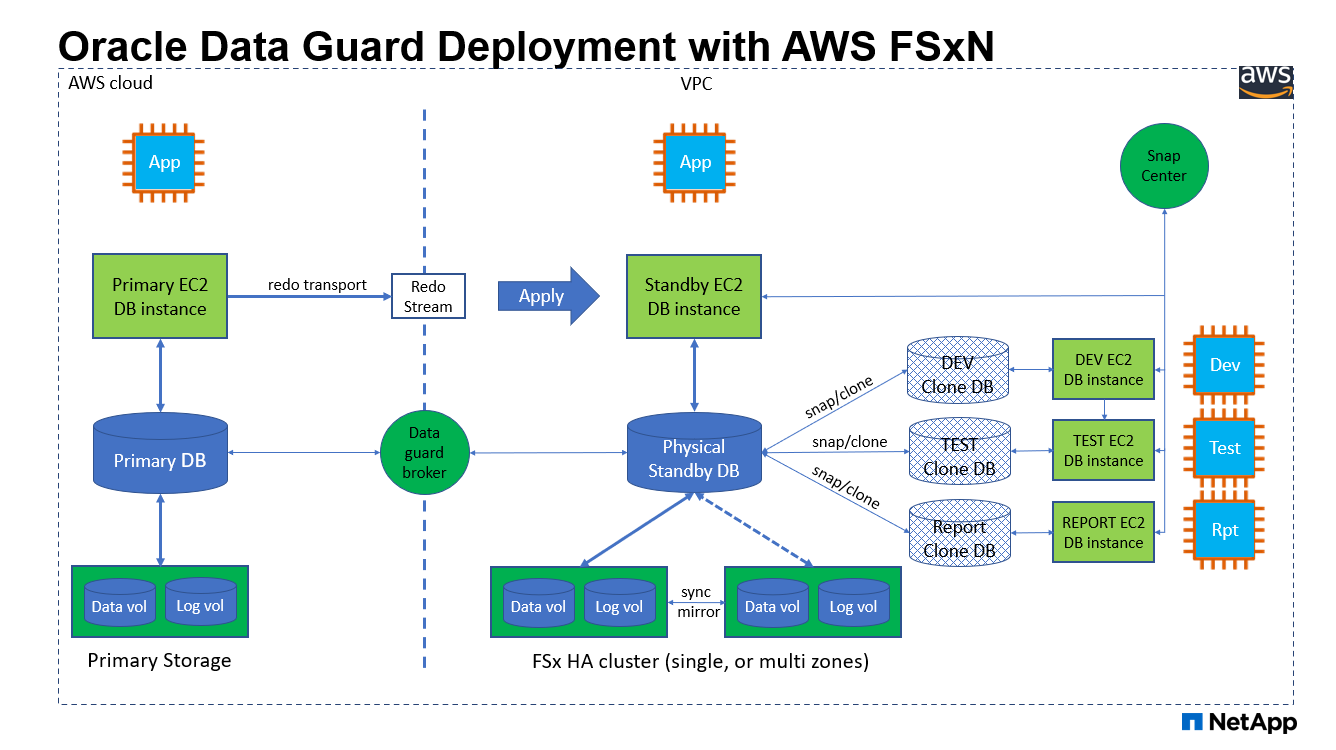 Oracle Data Guard Deployment with AWS FSxN
AWS cloud
VPC
aws
App
App
Snap
Center
Primary EC2
DB instance
redo transport
Redo
Stream
Apply
Standby EC2
DB instance
DEV
Clone DB
DEV EC2
DB instance
Dev
snap/clone
Primary DB
Data
guard
broker
Physical
Standby DB
snap/clone
TEST
Clone DB
TEST EC2
DB instance
Test
snap/clone
Report
Clone DB
REPORT EC2
DB instance
Rpt
Data vol
Log vol
Data vol
Log vol
sync
mirror
Data vol
Log vol
Primary Storage
FSx HA cluster (single, or multi zones)
NetApp